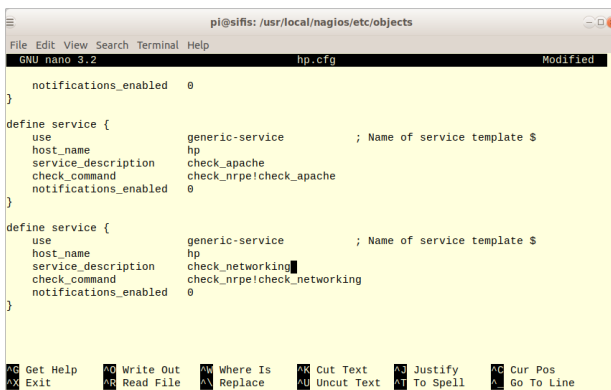 pi@sifis: /usr/local/nagios/etc/objects
File Edit View Search Terminal Help
GNU nano 3.2 hp.cfg Modified
notifications_enabled 0
}
define service {
use generic-service ; Name of service template $
host_name hp
service_description check_apache
check_command check_nrpe!check_apache
notifications_enabled 0
}
define service {
use generic-service ; Name of service template $
host_name hp
service_description check_networking
check_command check_nrpe!check_networking
notifications_enabled 0
}
^G Get Help ^O Write Out ^W Where Is ^K Cut Text ^J Justify ^C Cur Pos
^X Exit ^R Read File ^\ Replace ^U Uncut Text ^T To Spell ^_ Go To Line